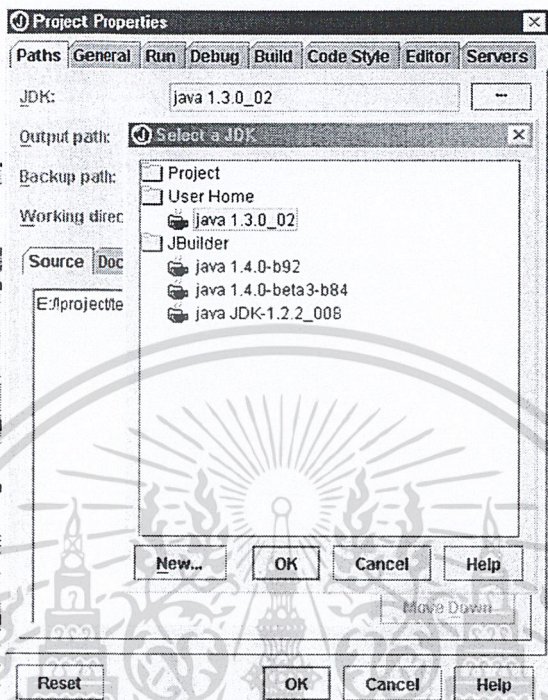 Project Properties
Paths General Run Debug Build Code Style Editor Servers
JDK: java 1.3.0_02 ...
Output path:
Select a JDK
Backup path:
Working direc
Source Doc
E:/lproject/te
Project
User Home
java 1.3.0_02
JBuilder
java 1.4.0-b92
java 1.4.0-beta3-b84
java JDK-1.2.2_008
New... OK Cancel Help
Move Down
Reset OK Cancel Help